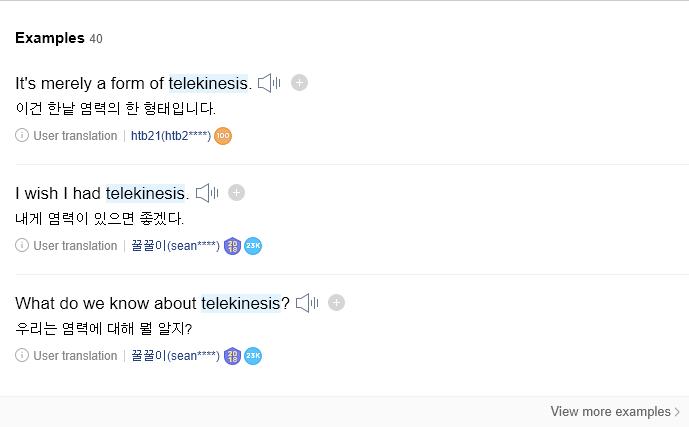 Examples 40
It's merely a form of telekinesis.
이건 한낱 염력의 한 형태입니다.
User translation htb21(htb2****) 100
I wish I had telekinesis.
내게 염력이 있으면 좋겠다.
User translation 꿀꿀이(sean****) 2018 23K
What do we know about telekinesis?
우리는 염력에 대해 뭘 알지?
User translation 꿀꿀이(sean****) 2018 23K
View more examples